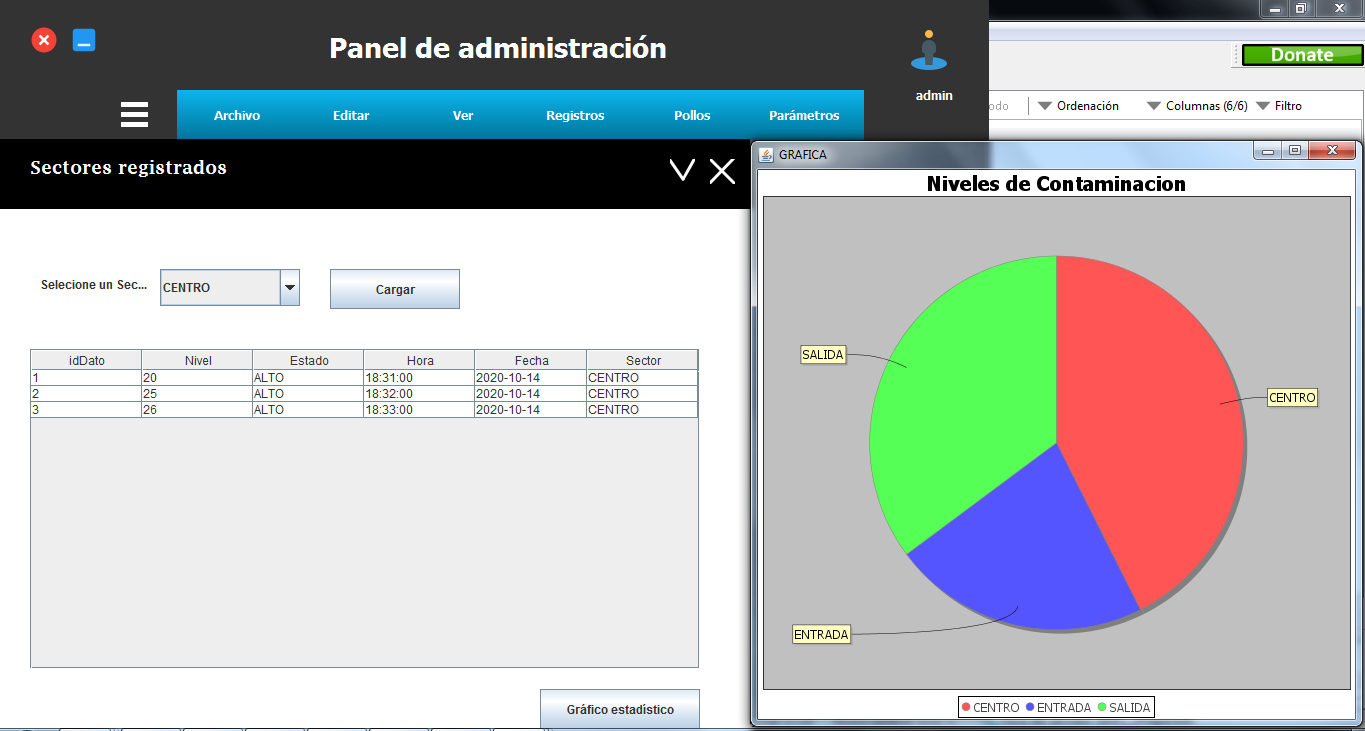 Panel de administración
admin
Archivo Editar Ver Registros Pollos Parámetros
Donate
odo Ordenación Columnas (6/6) Filtro
Sectores registrados
Selecione un Sec... CENTRO Cargar
idDato Nivel Estado Hora Fecha Sector
1 20 ALTO 18:31:00 2020-10-14 CENTRO
2 25 ALTO 18:32:00 2020-10-14 CENTRO
3 26 ALTO 18:33:00 2020-10-14 CENTRO
Gráfico estadístico
GRAFICA
Niveles de Contaminacion
SALIDA
CENTRO
ENTRADA
CENTRO ENTRADA SALIDA